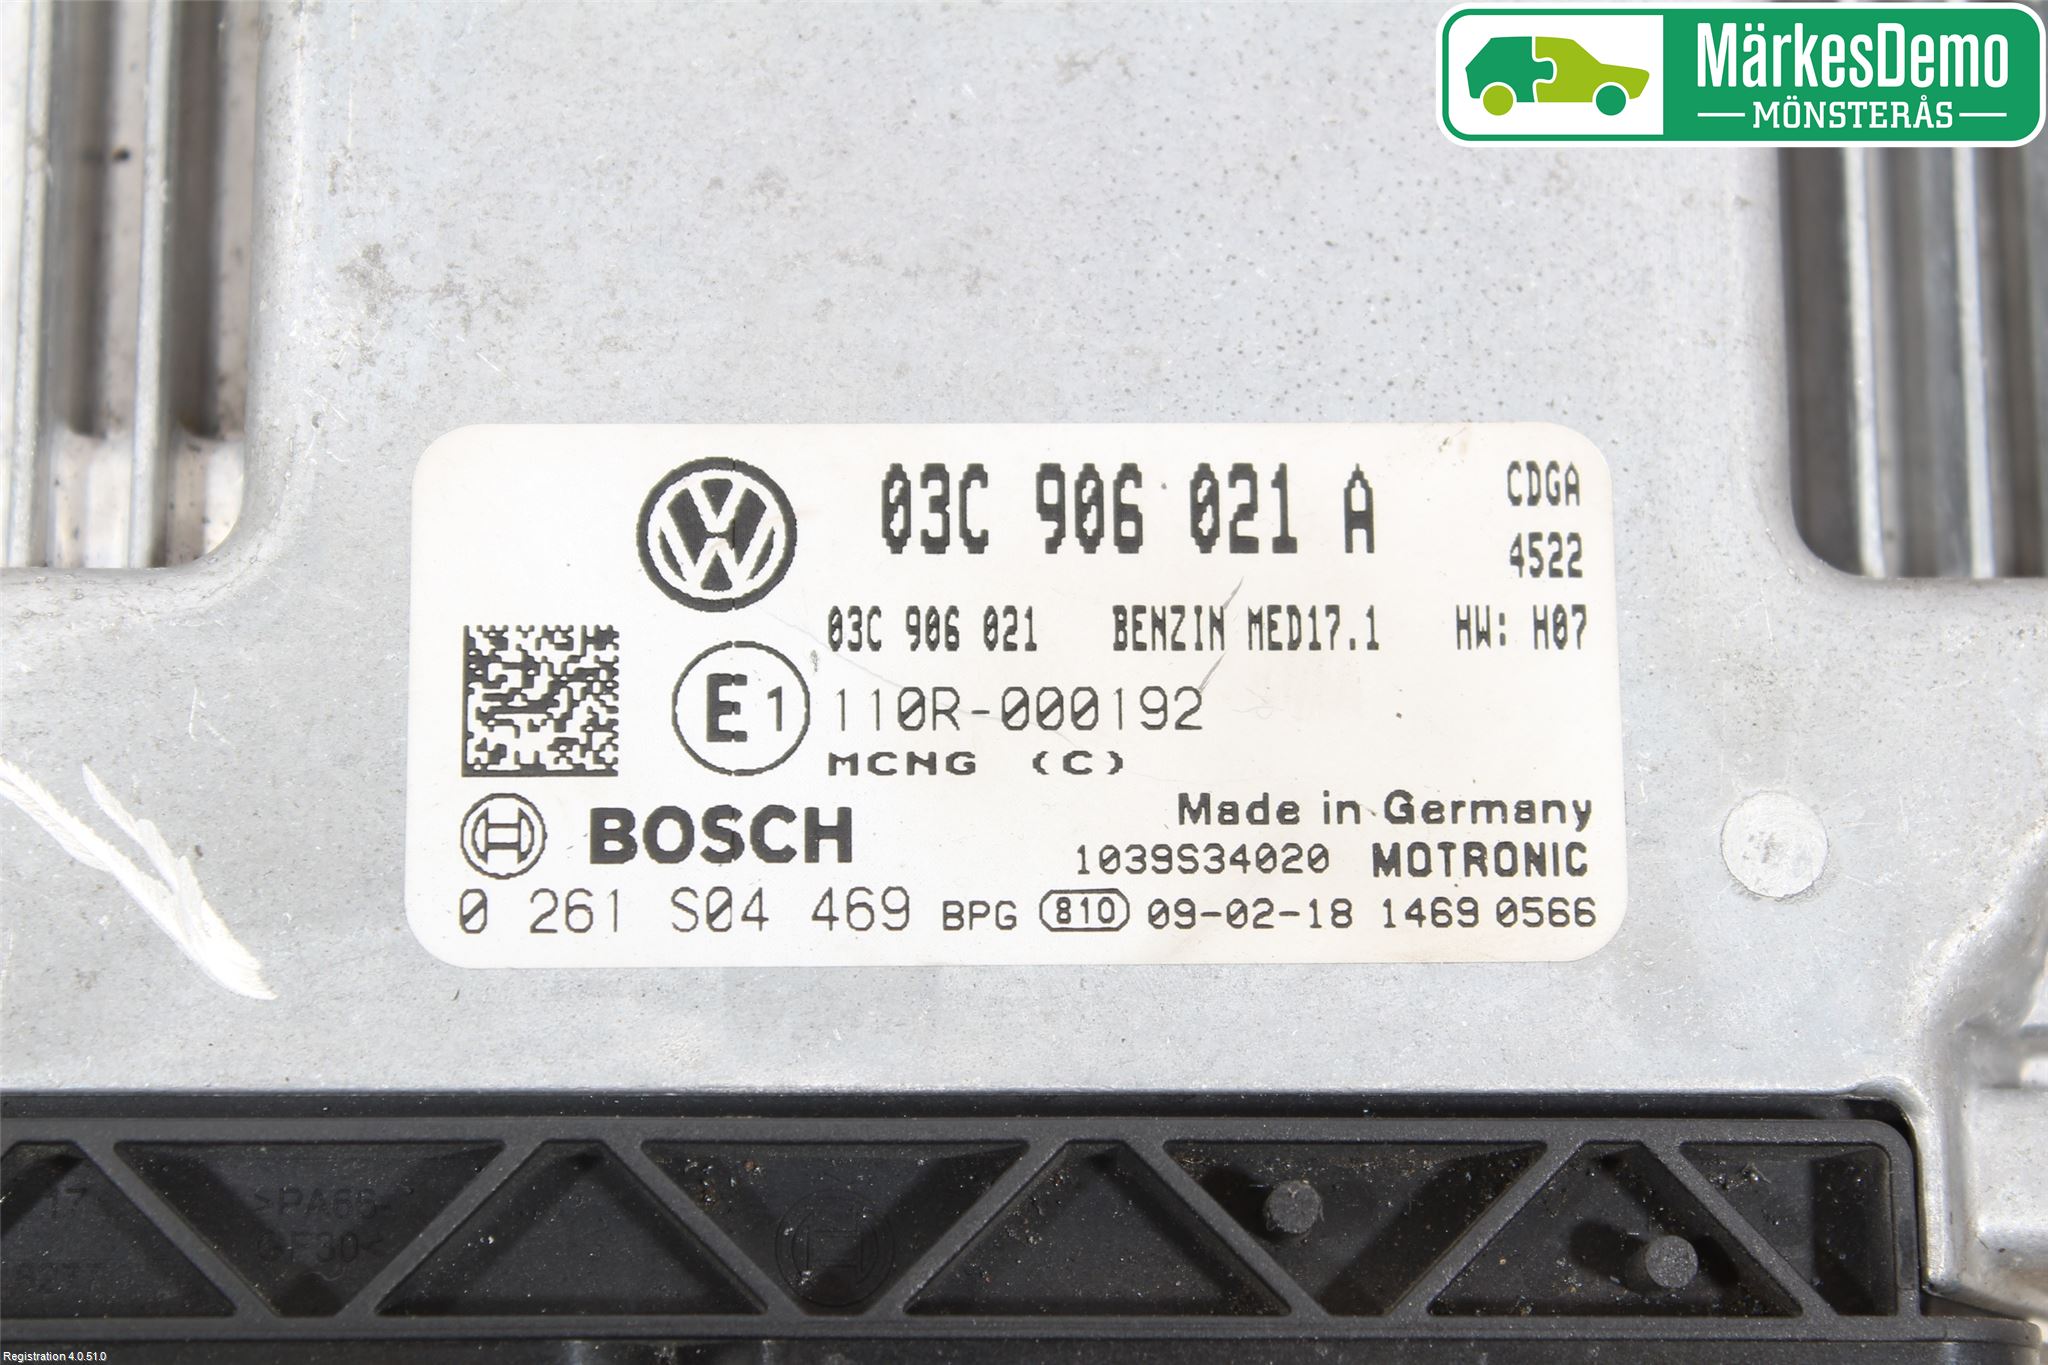 MärkesDemo
MÖNSTERÅS
03C 906 021 A CDGA
4522
03C 906 021 BENZIN MED17.1 HW: H07
E1 110R-000192
MCNG (C)
Made in Germany
BOSCH
1039S34020 MOTRONIC
0 261 S04 469 BPG 810 09-02-18 1469 0566
>PA66-
GF30<
Registration 4.0.51.0